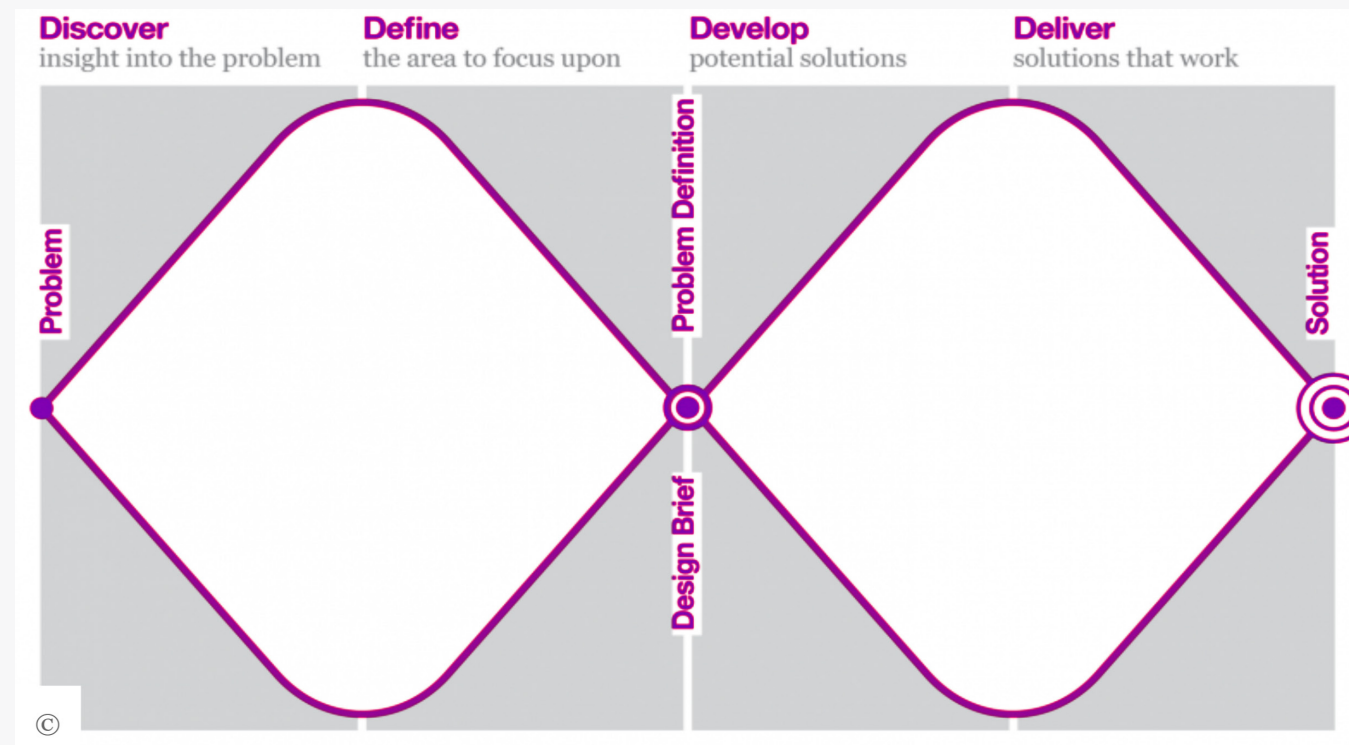 Discover
insight into the problem
Define
the area to focus upon
Develop
potential solutions
Deliver
solutions that work
Problem
Problem Definition
Design Brief
Solution
©